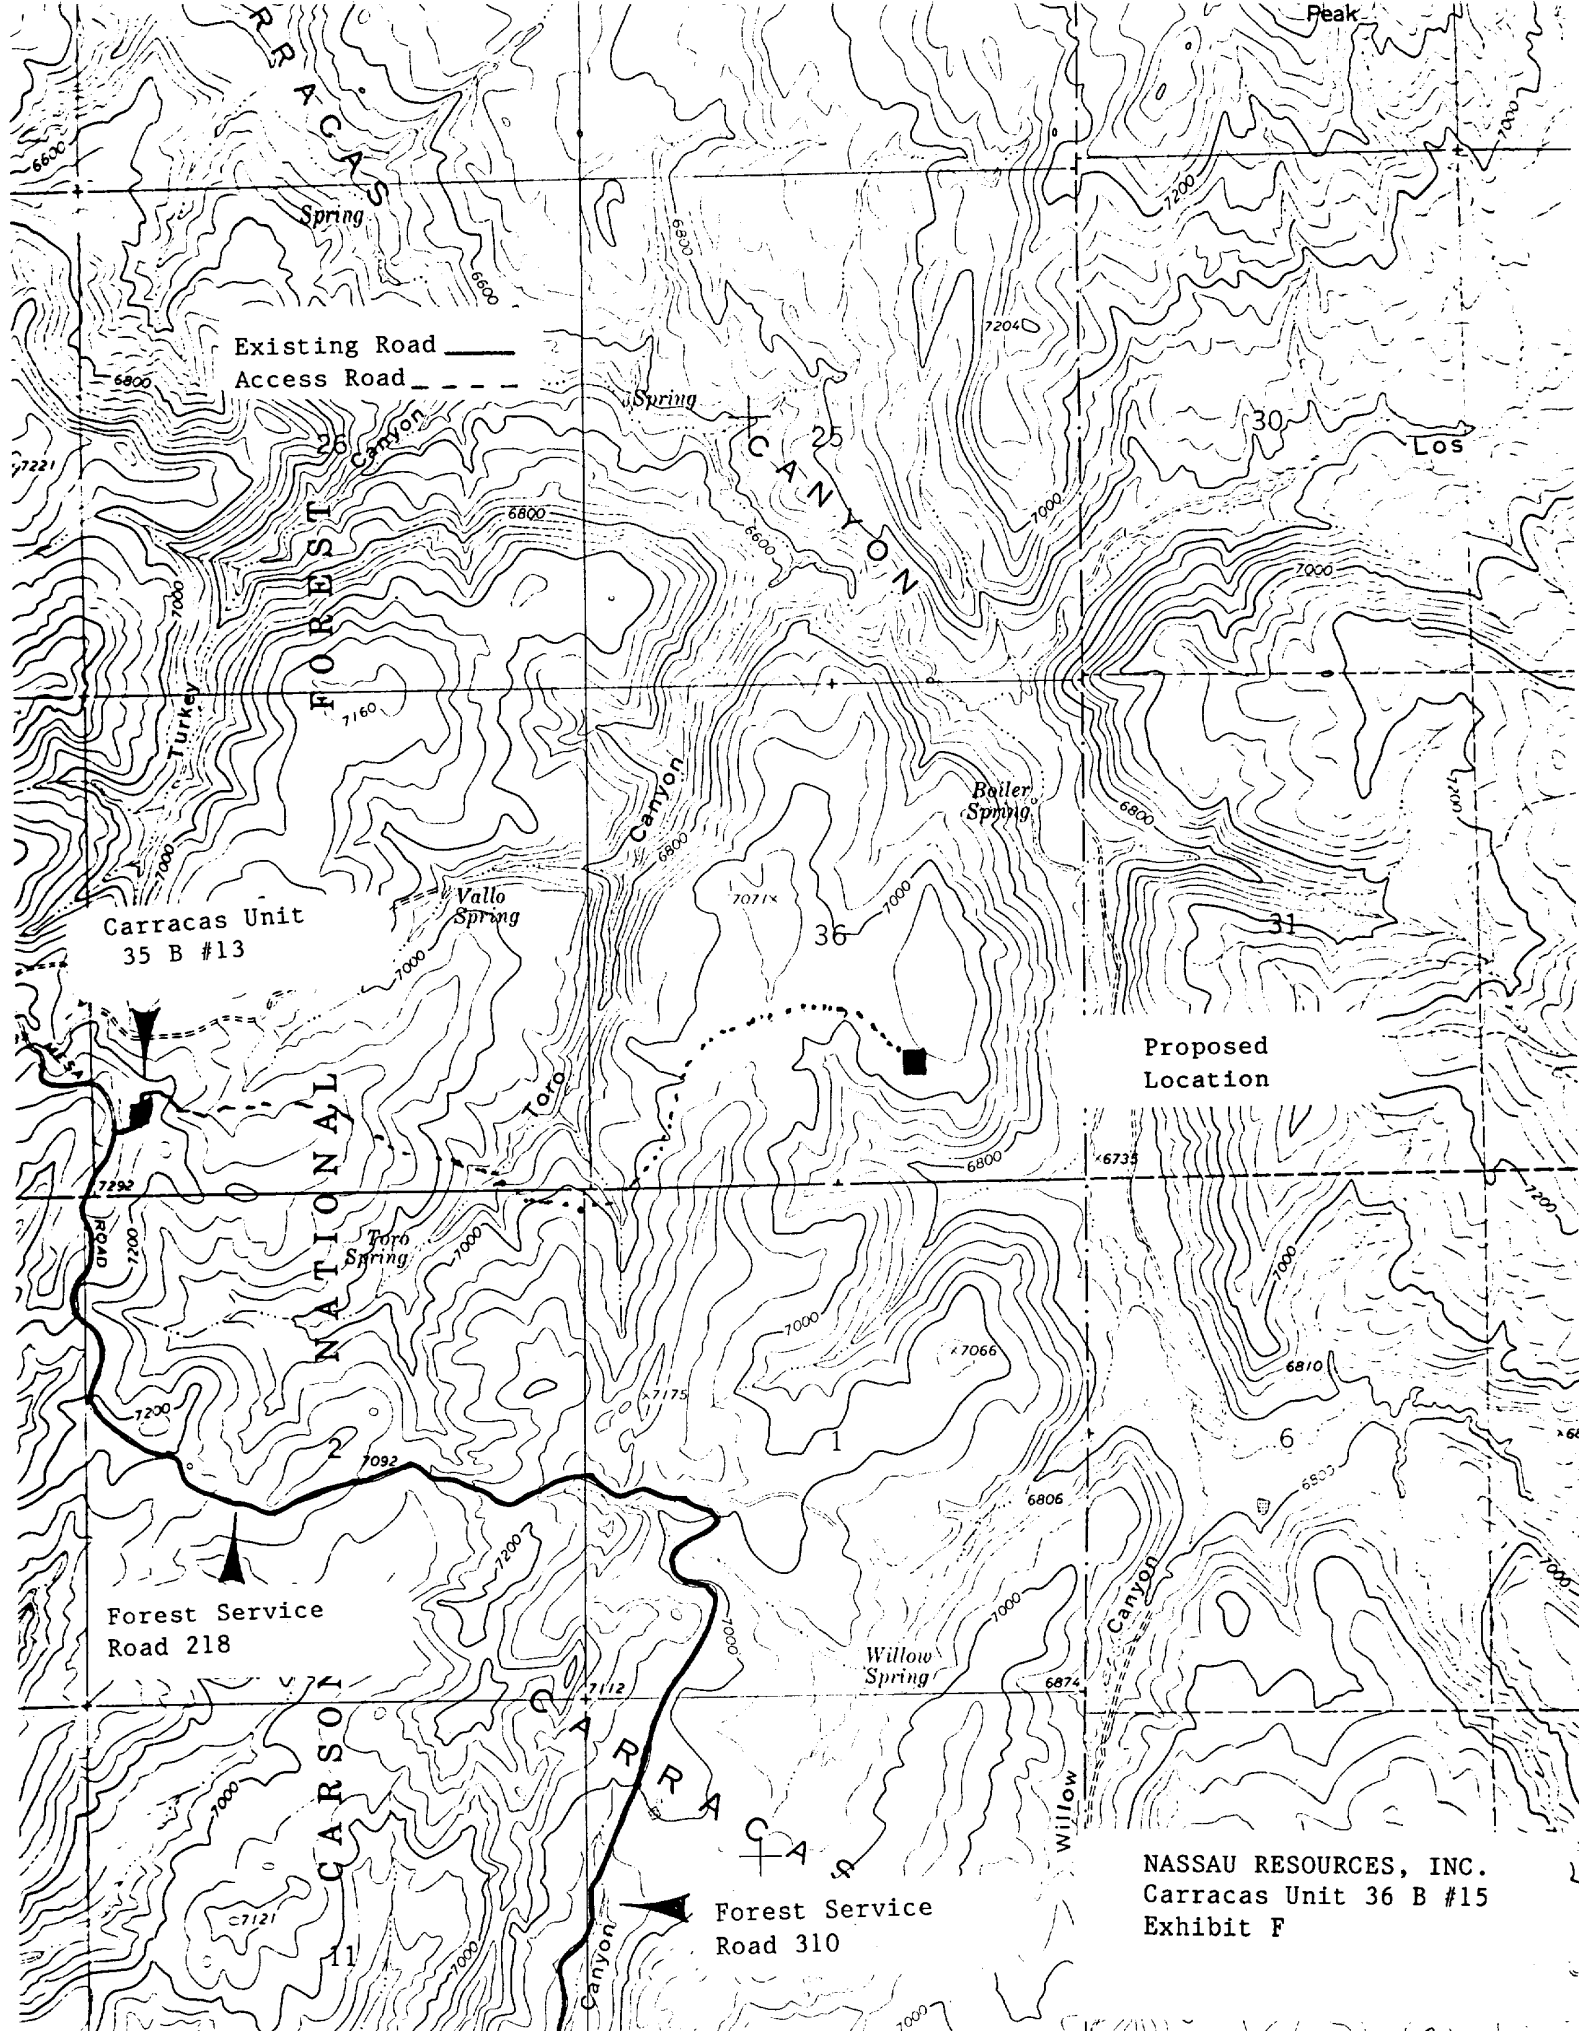 Peak
RRACAS
7000
6600
7200
Spring
6800
6600
7204
Existing Road
Access Road
6800
Spring
26
Canyon
25
30
Los
7221
CANYON
7000
6800
6600
7000
7000
FOREST
Turkey
7160
Canyon
Boiler
Spring
6800
7200
6800
7000
Vallo
Spring
7071
7000
36
31
Carracas Unit
35 B #13
7000
Proposed
Location
NATIONAL
Toro
6800
6735
7292
7200
ROAD
7200
Toro
Spring
7000
7000
7000
7066
6810
7175
7200
2
7092
1
6
6800
6806
7200
7000
Canyon
7000
Forest Service
Road 218
7000
Willow
Spring
7112
6874
CARSO
CARRACAS
7000
Willow
NASSAU RESOURCES, INC.
Carracas Unit 36 B #15
Exhibit F
Forest Service
Road 310
7121
11
7000
Canyon
7000